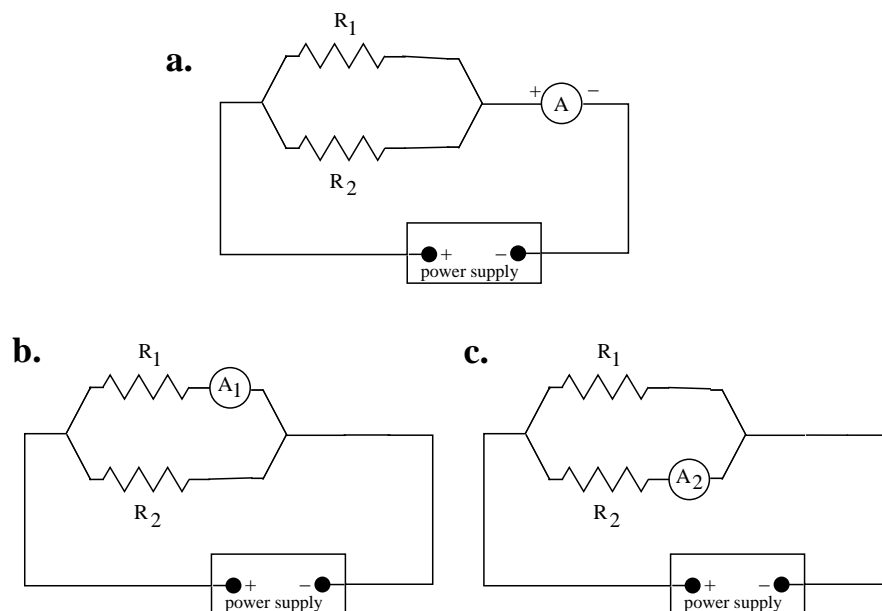 a.
R1
+ A −
R2
+ −
power supply
b.
R1
A1
R2
+ −
power supply
c.
R1
R2
A2
+ −
power supply